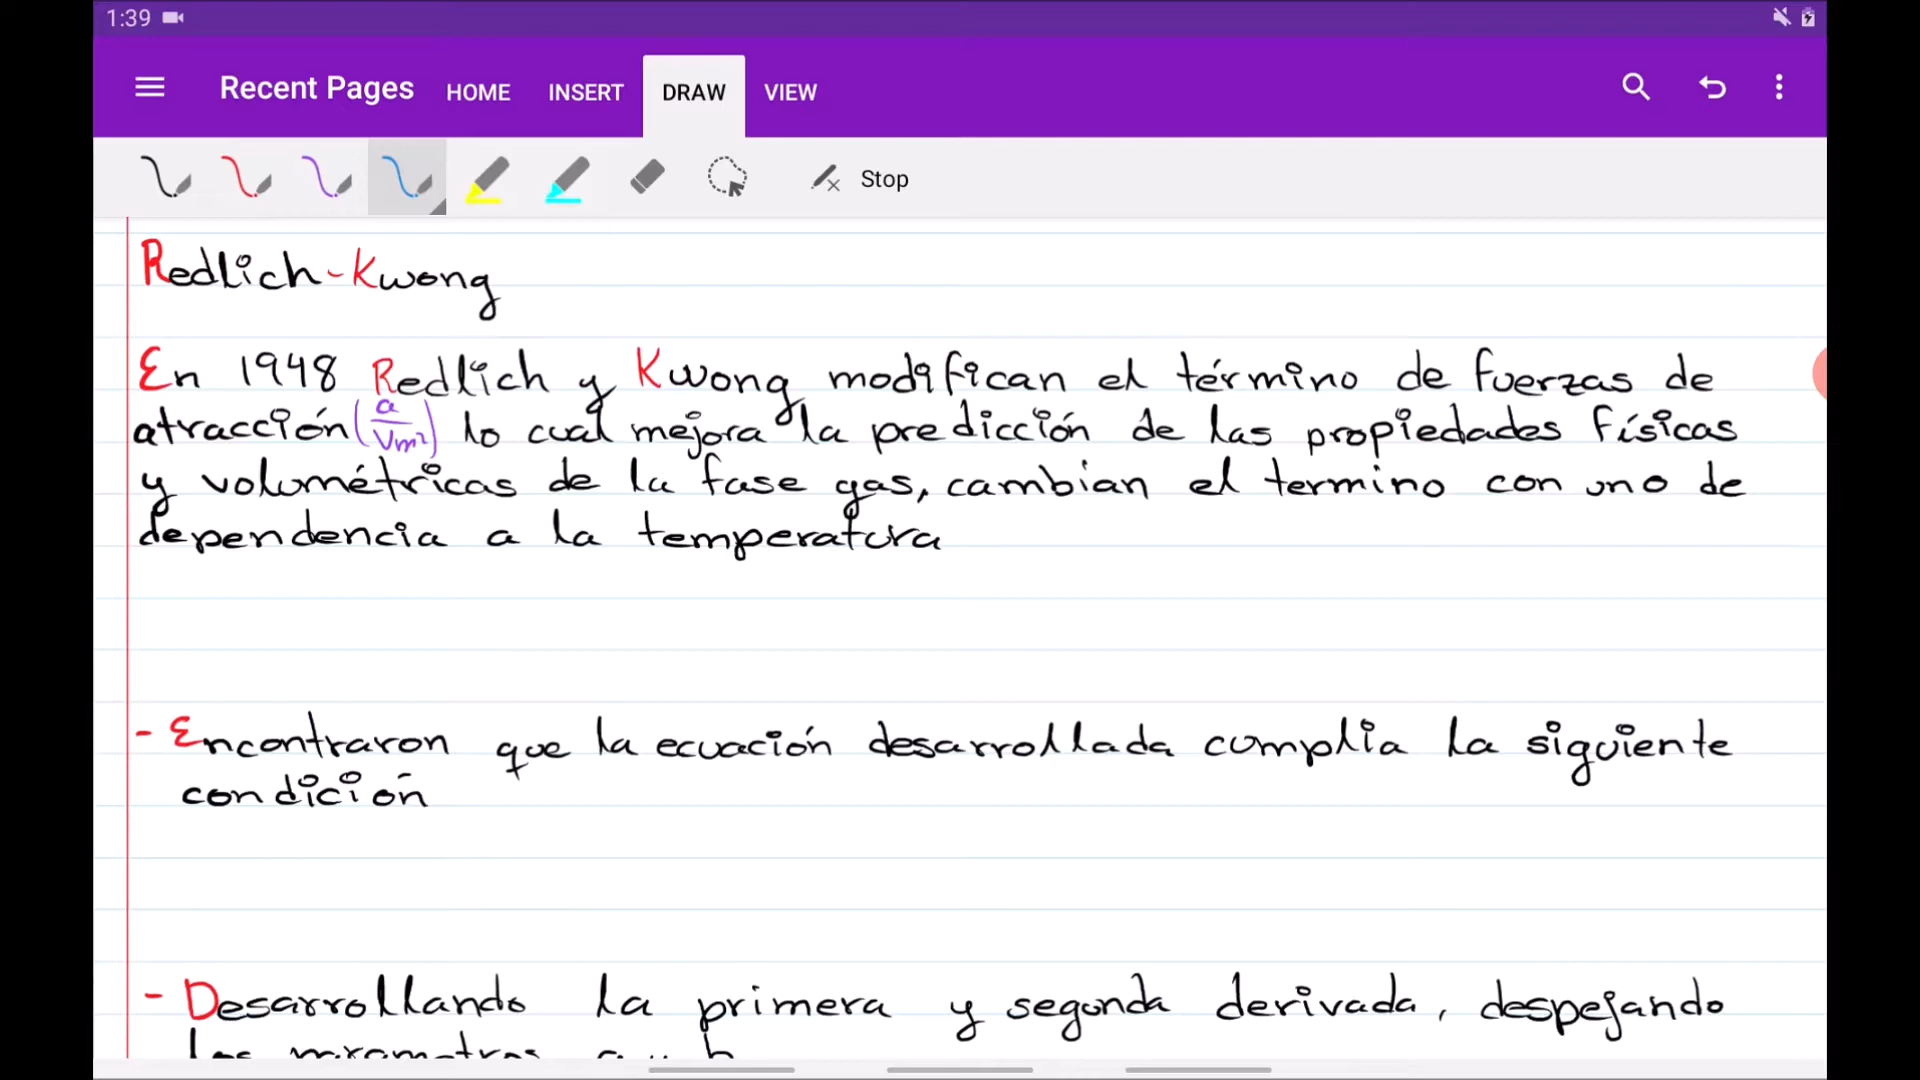 1:39
Recent Pages HOME INSERT DRAW VIEW
Stop
Redlich-Kwong
En 1948 Redlich y Kwong modifican el término de fuerzas de
atracción (a/Vm²) lo cual mejora la predicción de las propiedades físicas
y volumétricas de la fase gas, cambian el termino con uno de
dependencia a la temperatura
- Encontraron que la ecuación desarrollada cumplia la siguiente
condición
- Desarrollando la primera y segunda derivada, despejando
los parametros a y b